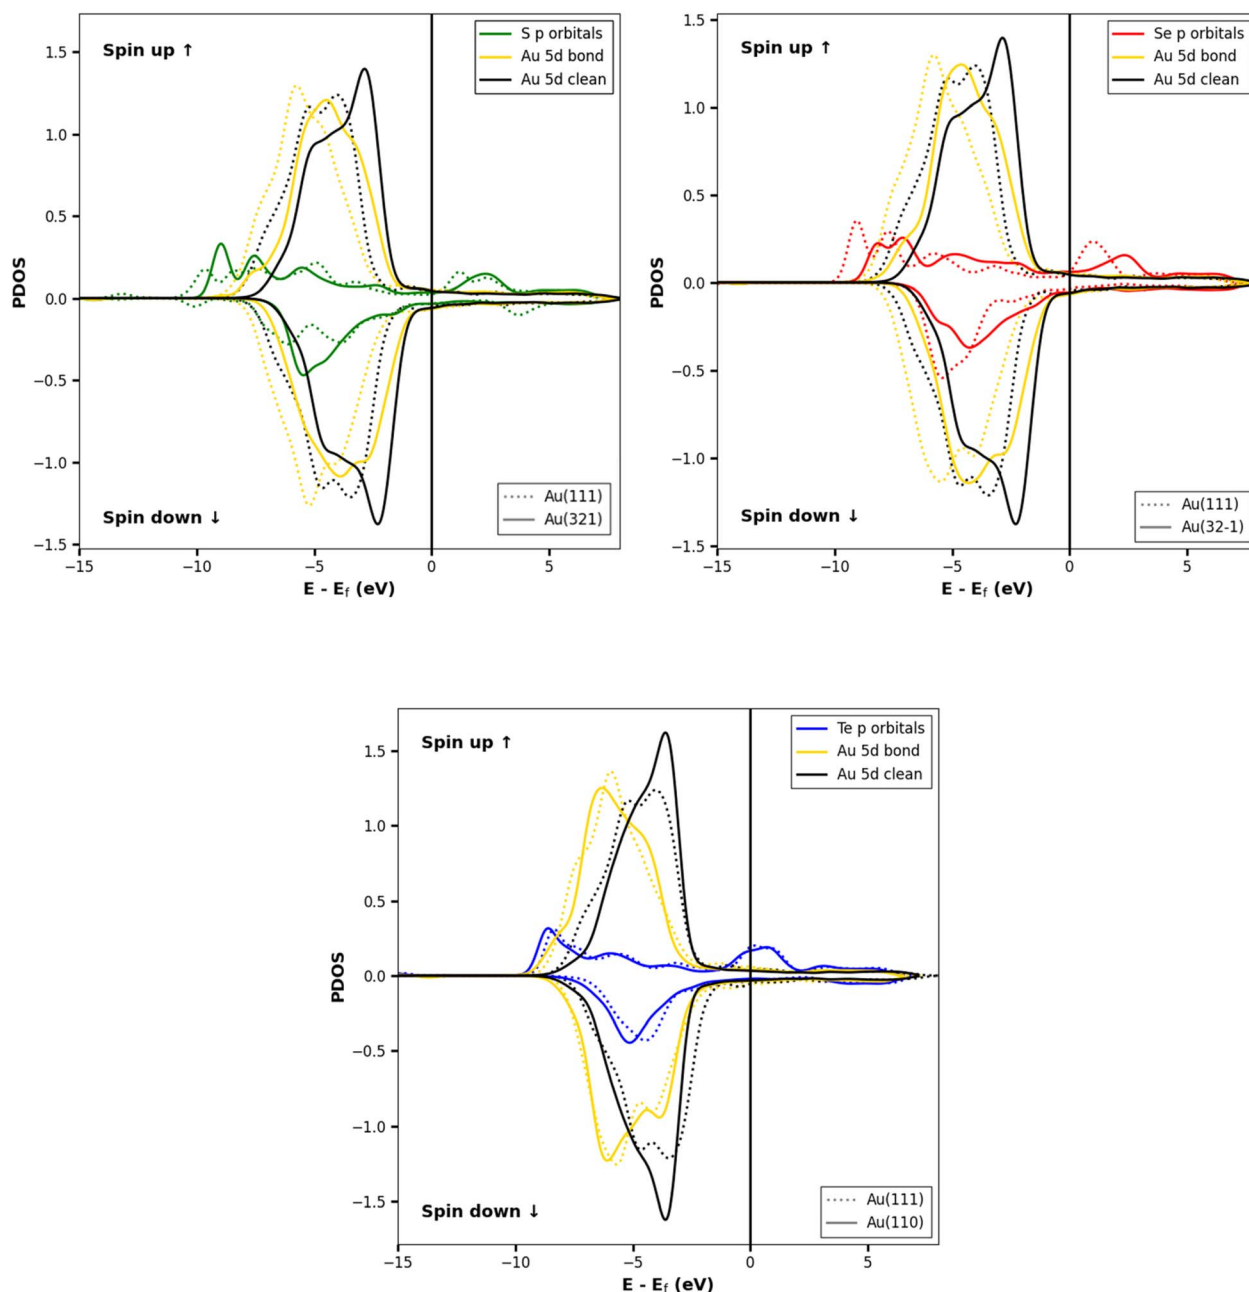 Spin up ↑
S p orbitals
Au 5d bond
Au 5d clean
PDOS
1.5
1.0
0.5
0.0
−0.5
−1.0
−1.5
Spin down ↓
Au(111)
Au(321)
−15
−10
−5
0
5
E - Ef (eV)
Spin up ↑
Se p orbitals
Au 5d bond
Au 5d clean
PDOS
1.5
1.0
0.5
0.0
−0.5
−1.0
−1.5
Spin down ↓
Au(111)
Au(32-1)
−15
−10
−5
0
5
E - Ef (eV)
Spin up ↑
Te p orbitals
Au 5d bond
Au 5d clean
PDOS
1.5
1.0
0.5
0.0
−0.5
−1.0
−1.5
Spin down ↓
Au(111)
Au(110)
−15
−10
−5
0
5
E - Ef (eV)